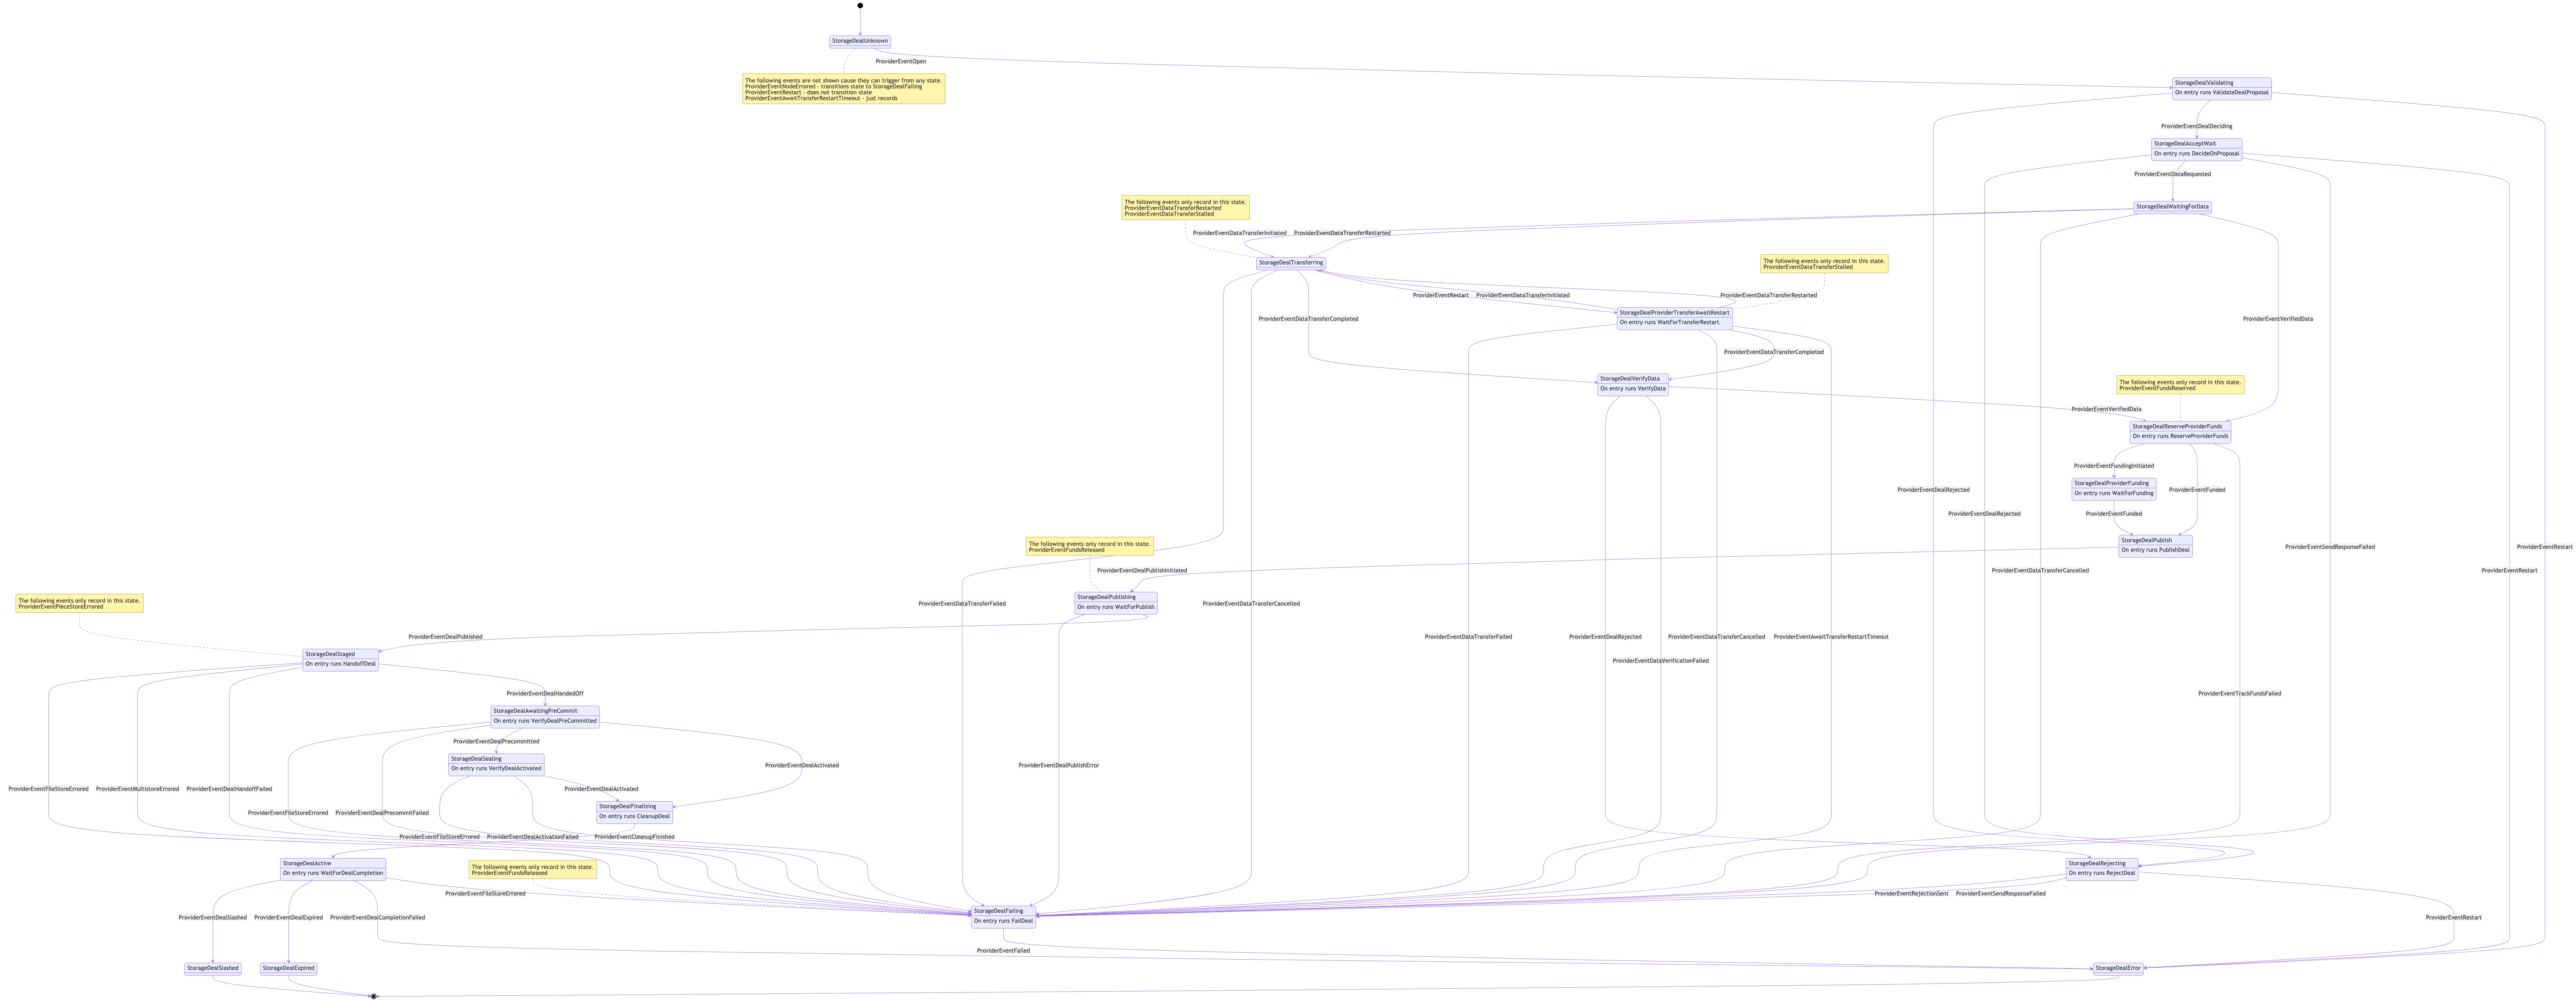 StorageDealUnknown
ProviderEventOpen
The following events are not shown cause they can trigger from any state.
ProviderEventNodeErrored - transitions state to StorageDealFailing
ProviderEventRestart - does not transition state
ProviderEventAwaitTransferRestartTimeout - just records
StorageDealValidating
On entry runs ValidateDealProposal
ProviderEventDealDeciding
StorageDealAcceptWait
On entry runs DecideOnProposal
ProviderEventDataRequested
The following events only record in this state.
ProviderEventDataTransferRestarted
ProviderEventDataTransferStalled
StorageDealWaitingForData
ProviderEventDataTransferInitiated
ProviderEventDataTransferRestarted
StorageDealTransferring
The following events only record in this state.
ProviderEventDataTransferStalled
ProviderEventRestart
ProviderEventDataTransferInitiated
ProviderEventDataTransferRestarted
StorageDealProviderTransferAwaitRestart
On entry runs WaitForTransferRestart
ProviderEventDataTransferCompleted
ProviderEventVerifiedData
ProviderEventDataTransferCompleted
StorageDealVerifyData
On entry runs VerifyData
The following events only record in this state.
ProviderEventFundsReserved
ProviderEventVerifiedData
StorageDealReserveProviderFunds
On entry runs ReserveProviderFunds
ProviderEventFundingInitiated
StorageDealProviderFunding
On entry runs WaitForFunding
ProviderEventDealRejected
ProviderEventFunded
ProviderEventDealRejected
ProviderEventFunded
StorageDealPublish
On entry runs PublishDeal
The following events only record in this state.
ProviderEventFundsReleased
ProviderEventSendResponseFailed
ProviderEventRestart
ProviderEventDealPublishInitiated
ProviderEventDataTransferCancelled
ProviderEventRestart
StorageDealPublishing
On entry runs WaitForPublish
The following events only record in this state.
ProviderEventPieceStoreErrored
ProviderEventDataTransferFailed
ProviderEventDataTransferCancelled
ProviderEventDealPublished
ProviderEventDataTransferFailed
ProviderEventDealRejected
ProviderEventDataTransferCancelled
ProviderEventAwaitTransferRestartTimeout
StorageDealStaged
On entry runs HandoffDeal
ProviderEventDataVerificationFailed
ProviderEventDealHandedOff
ProviderEventTrackFundsFailed
StorageDealAwaitingPreCommit
On entry runs VerifyDealPreCommitted
ProviderEventDealPrecommitted
StorageDealSealing
On entry runs VerifyDealActivated
ProviderEventDealActivated
ProviderEventDealPublishError
ProviderEventFileStoreErrored
ProviderEventMultistoreErrored
ProviderEventDealHandoffFailed
ProviderEventDealActivated
StorageDealFinalizing
On entry runs CleanupDeal
ProviderEventFileStoreErrored
ProviderEventDealPrecommitFailed
ProviderEventFileStoreErrored
ProviderEventDealActivationFailed
ProviderEventCleanupFinished
StorageDealActive
On entry runs WaitForDealCompletion
The following events only record in this state.
ProviderEventFundsReleased
StorageDealRejecting
On entry runs RejectDeal
ProviderEventFileStoreErrored
ProviderEventRejectionSent
ProviderEventSendResponseFailed
StorageDealFailing
On entry runs FailDeal
ProviderEventDealSlashed
ProviderEventDealExpired
ProviderEventDealCompletionFailed
ProviderEventRestart
ProviderEventFailed
StorageDealSlashed
StorageDealExpired
StorageDealError